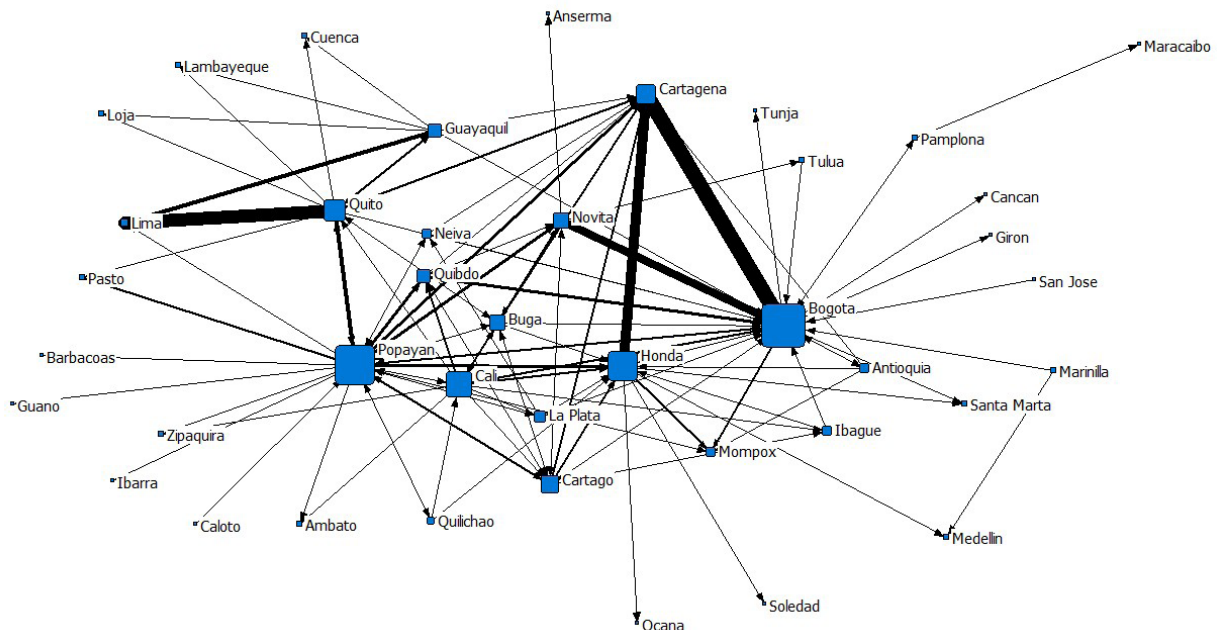 Anserma
Cuenca
Maracaibo
Lambayeque
Cartagena
Loja
Guayaquil
Tunja
Pamplona
Tulua
Cancan
Quito
Lima
Novita
Neiva
Giron
Pasto
Quibdo
San Jose
Bogota
Buga
Popayan
Barbacoas
Honda
Cali
Antioquia
Marinilla
Guano
Santa Marta
La Plata
Zipaquira
Ibague
Mompox
Ibarra
Cartago
Caloto
Ambato
Quilichao
Medellin
Soledad
Ocana